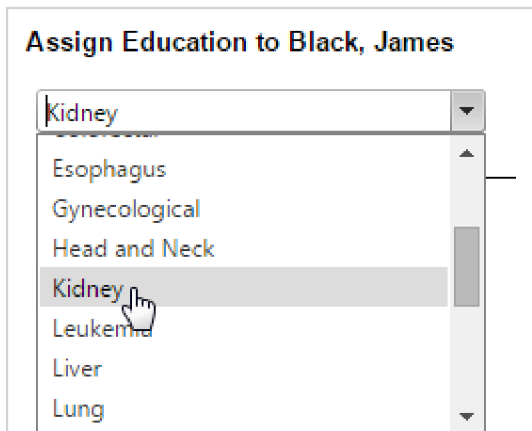 Assign Education to Black, James
Kidney
Esophagus
Gynecological
Head and Neck
Kidney
Leukemia
Liver
Lung